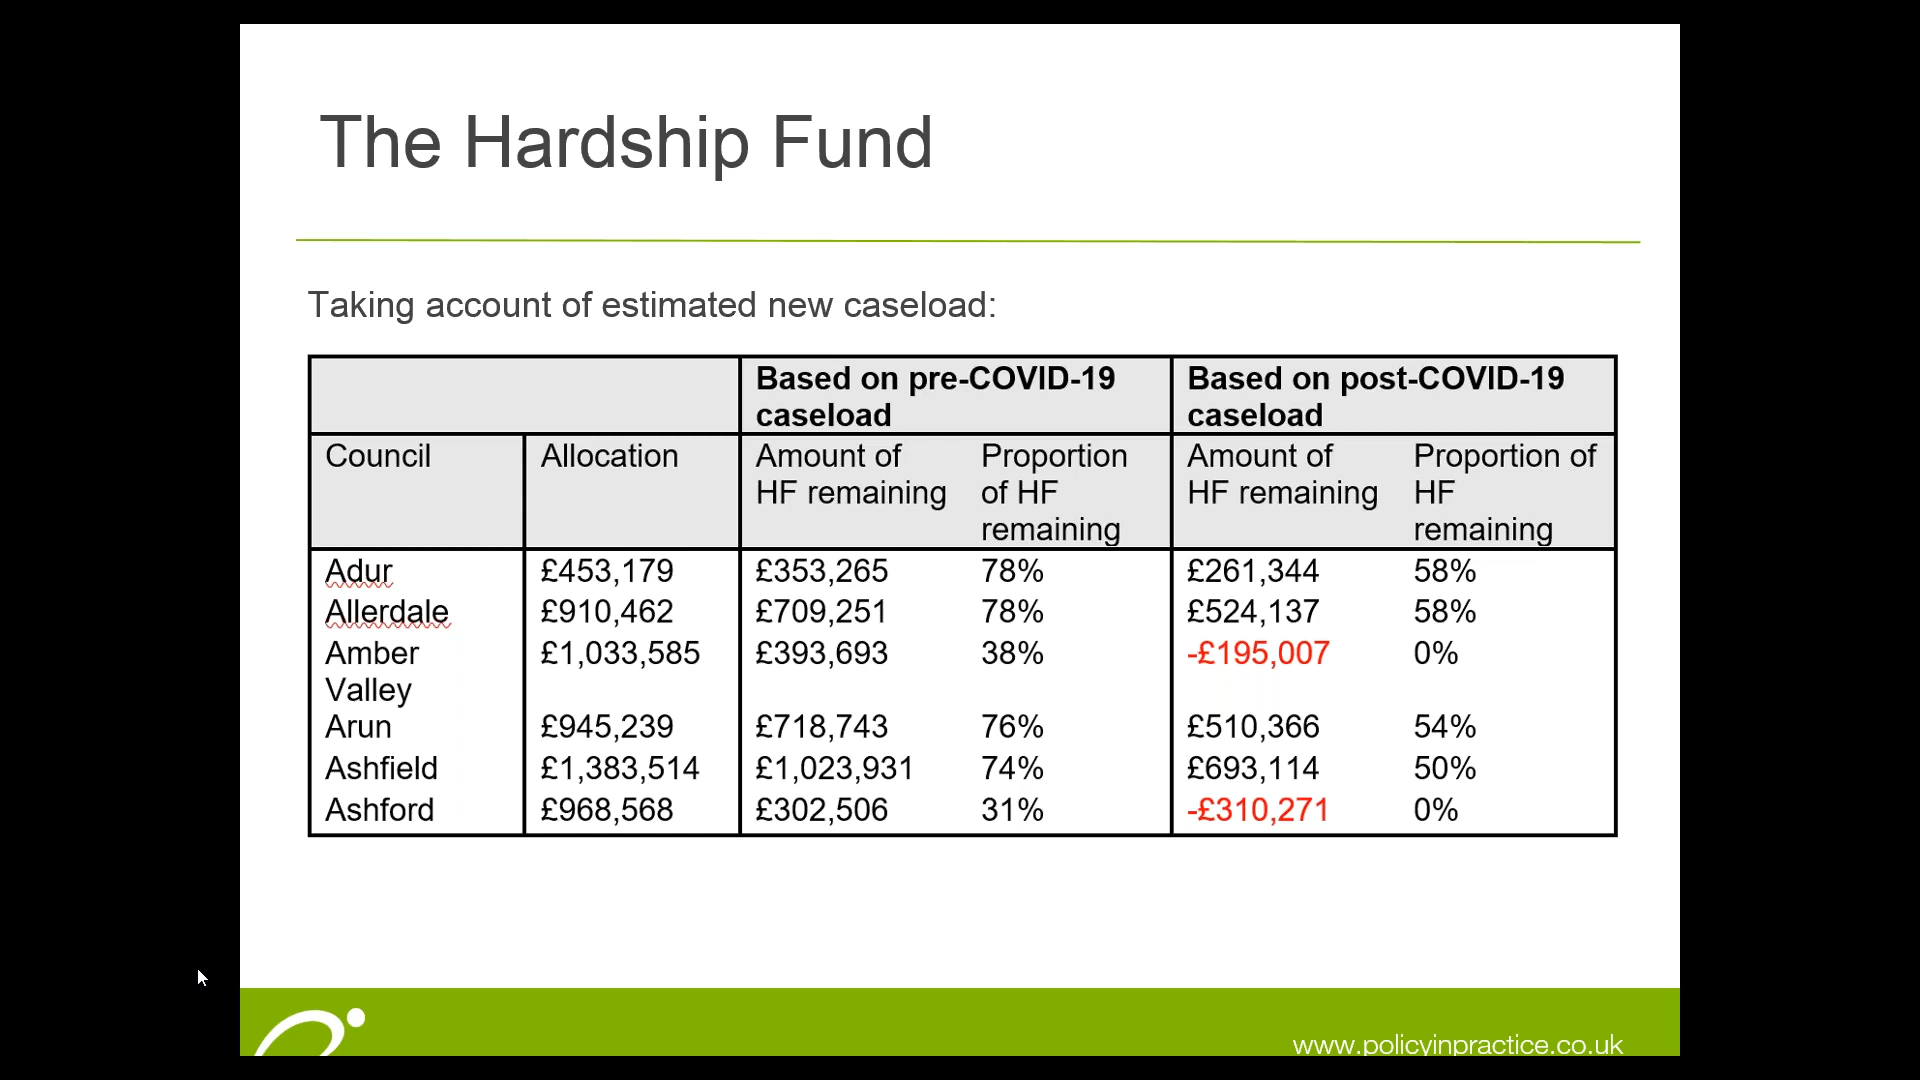 The Hardship Fund
Taking account of estimated new caseload:
Based on pre-COVID-19 caseload
Based on post-COVID-19 caseload
Council Allocation Amount of HF remaining Proportion of HF remaining Amount of HF remaining Proportion of HF remaining
Adur £453,179 £353,265 78% £261,344 58%
Allerdale £910,462 £709,251 78% £524,137 58%
Amber Valley £1,033,585 £393,693 38% -£195,007 0%
Arun £945,239 £718,743 76% £510,366 54%
Ashfield £1,383,514 £1,023,931 74% £693,114 50%
Ashford £968,568 £302,506 31% -£310,271 0%
www.policyinpractice.co.uk